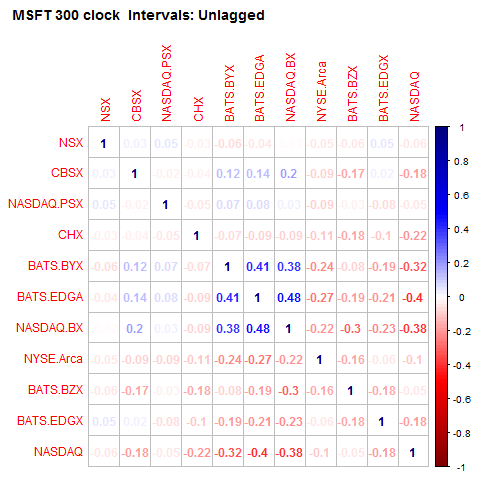 MSFT 300 clock Intervals: Unlagged
NSX CBSX NASDAQ.PSX CHX BATS.BYX BATS.EDGA NASDAQ.BX NYSE.Arca BATS.BZX BATS.EDGX NASDAQ
NSX 1 0.03 0.05 -0.03 -0.06 -0.04 -0.05 -0.06 0.05 -0.06
CBSX 0.03 1 -0.02 -0.04 0.12 0.14 0.2 -0.09 -0.17 0.02 -0.18
NASDAQ.PSX 0.05 -0.02 1 -0.05 0.07 0.08 0.03 -0.09 -0.03 -0.08 -0.05
CHX -0.03 -0.04 -0.05 1 -0.07 -0.09 -0.09 -0.11 -0.18 -0.1 -0.22
BATS.BYX -0.06 0.12 0.07 -0.07 1 0.41 0.38 -0.24 -0.08 -0.19 -0.32
BATS.EDGA -0.04 0.14 0.08 -0.09 0.41 1 0.48 -0.27 -0.19 -0.21 -0.4
NASDAQ.BX 0.2 0.03 -0.09 0.38 0.48 1 -0.22 -0.3 -0.23 -0.38
NYSE.Arca -0.05 -0.09 -0.09 -0.11 -0.24 -0.27 -0.22 1 -0.16 -0.06 -0.1
BATS.BZX -0.06 -0.17 -0.03 -0.18 -0.08 -0.19 -0.3 -0.16 1 -0.18 -0.05
BATS.EDGX 0.05 0.02 -0.08 -0.1 -0.19 -0.21 -0.23 -0.06 -0.18 1 -0.18
NASDAQ -0.06 -0.18 -0.05 -0.22 -0.32 -0.4 -0.38 -0.1 -0.05 -0.18 1
1
0.8
0.6
0.4
0.2
0
-0.2
-0.4
-0.6
-0.8
-1